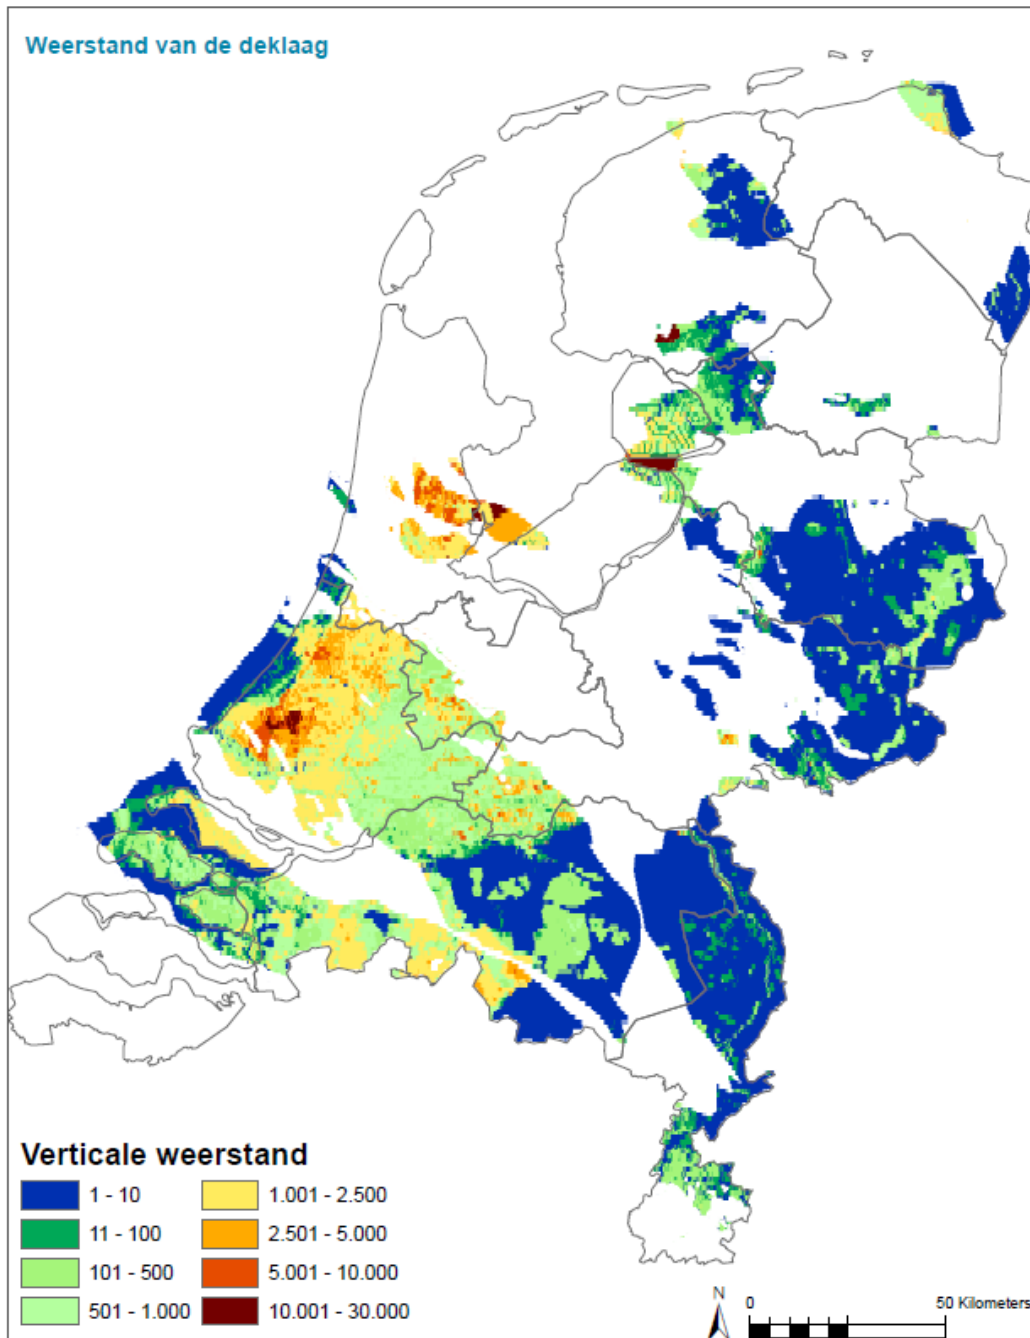 Weerstand van de deklaag
Verticale weerstand
1 - 10
1.001 - 2.500
11 - 100
2.501 - 5.000
101 - 500
5.001 - 10.000
501 - 1.000
10.001 - 30.000
N
0
50 Kilometers